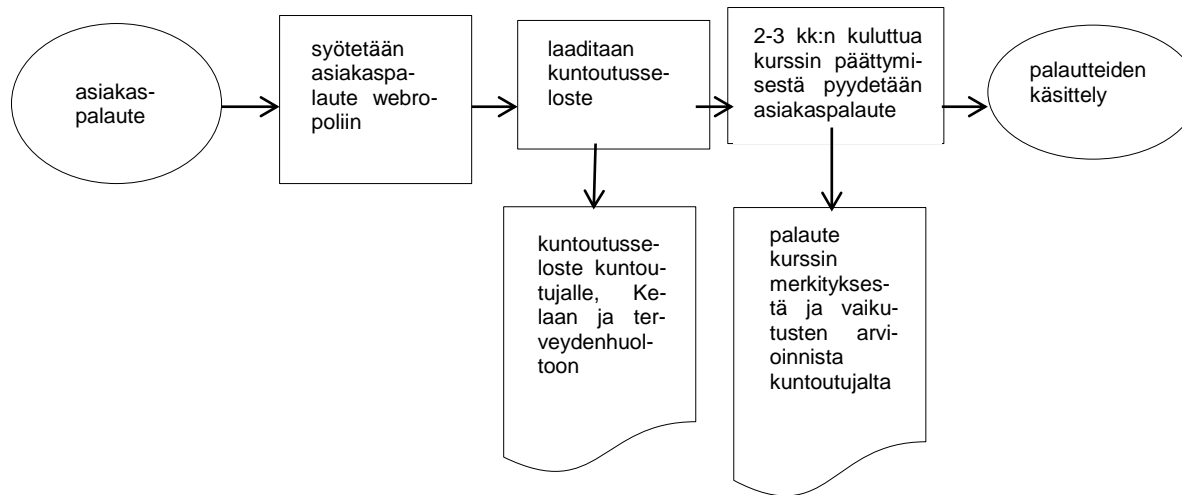 asiakas-
palaute
syötetään
asiakaspa-
laute webro-
poliin
laaditaan
kuntoutusse-
loste
2-3 kk:n kuluttua
kurssin päättymi-
sestä pyydetään
asiakaspalaute
palautteiden
käsittely
kuntoutusse-
loste kuntou-
tujalle, Ke-
laan ja ter-
veydenhuol-
toon
palaute
kurssin
merkitykses-
tä ja vaiku-
tusten arvi-
oinnista
kuntoutujalta